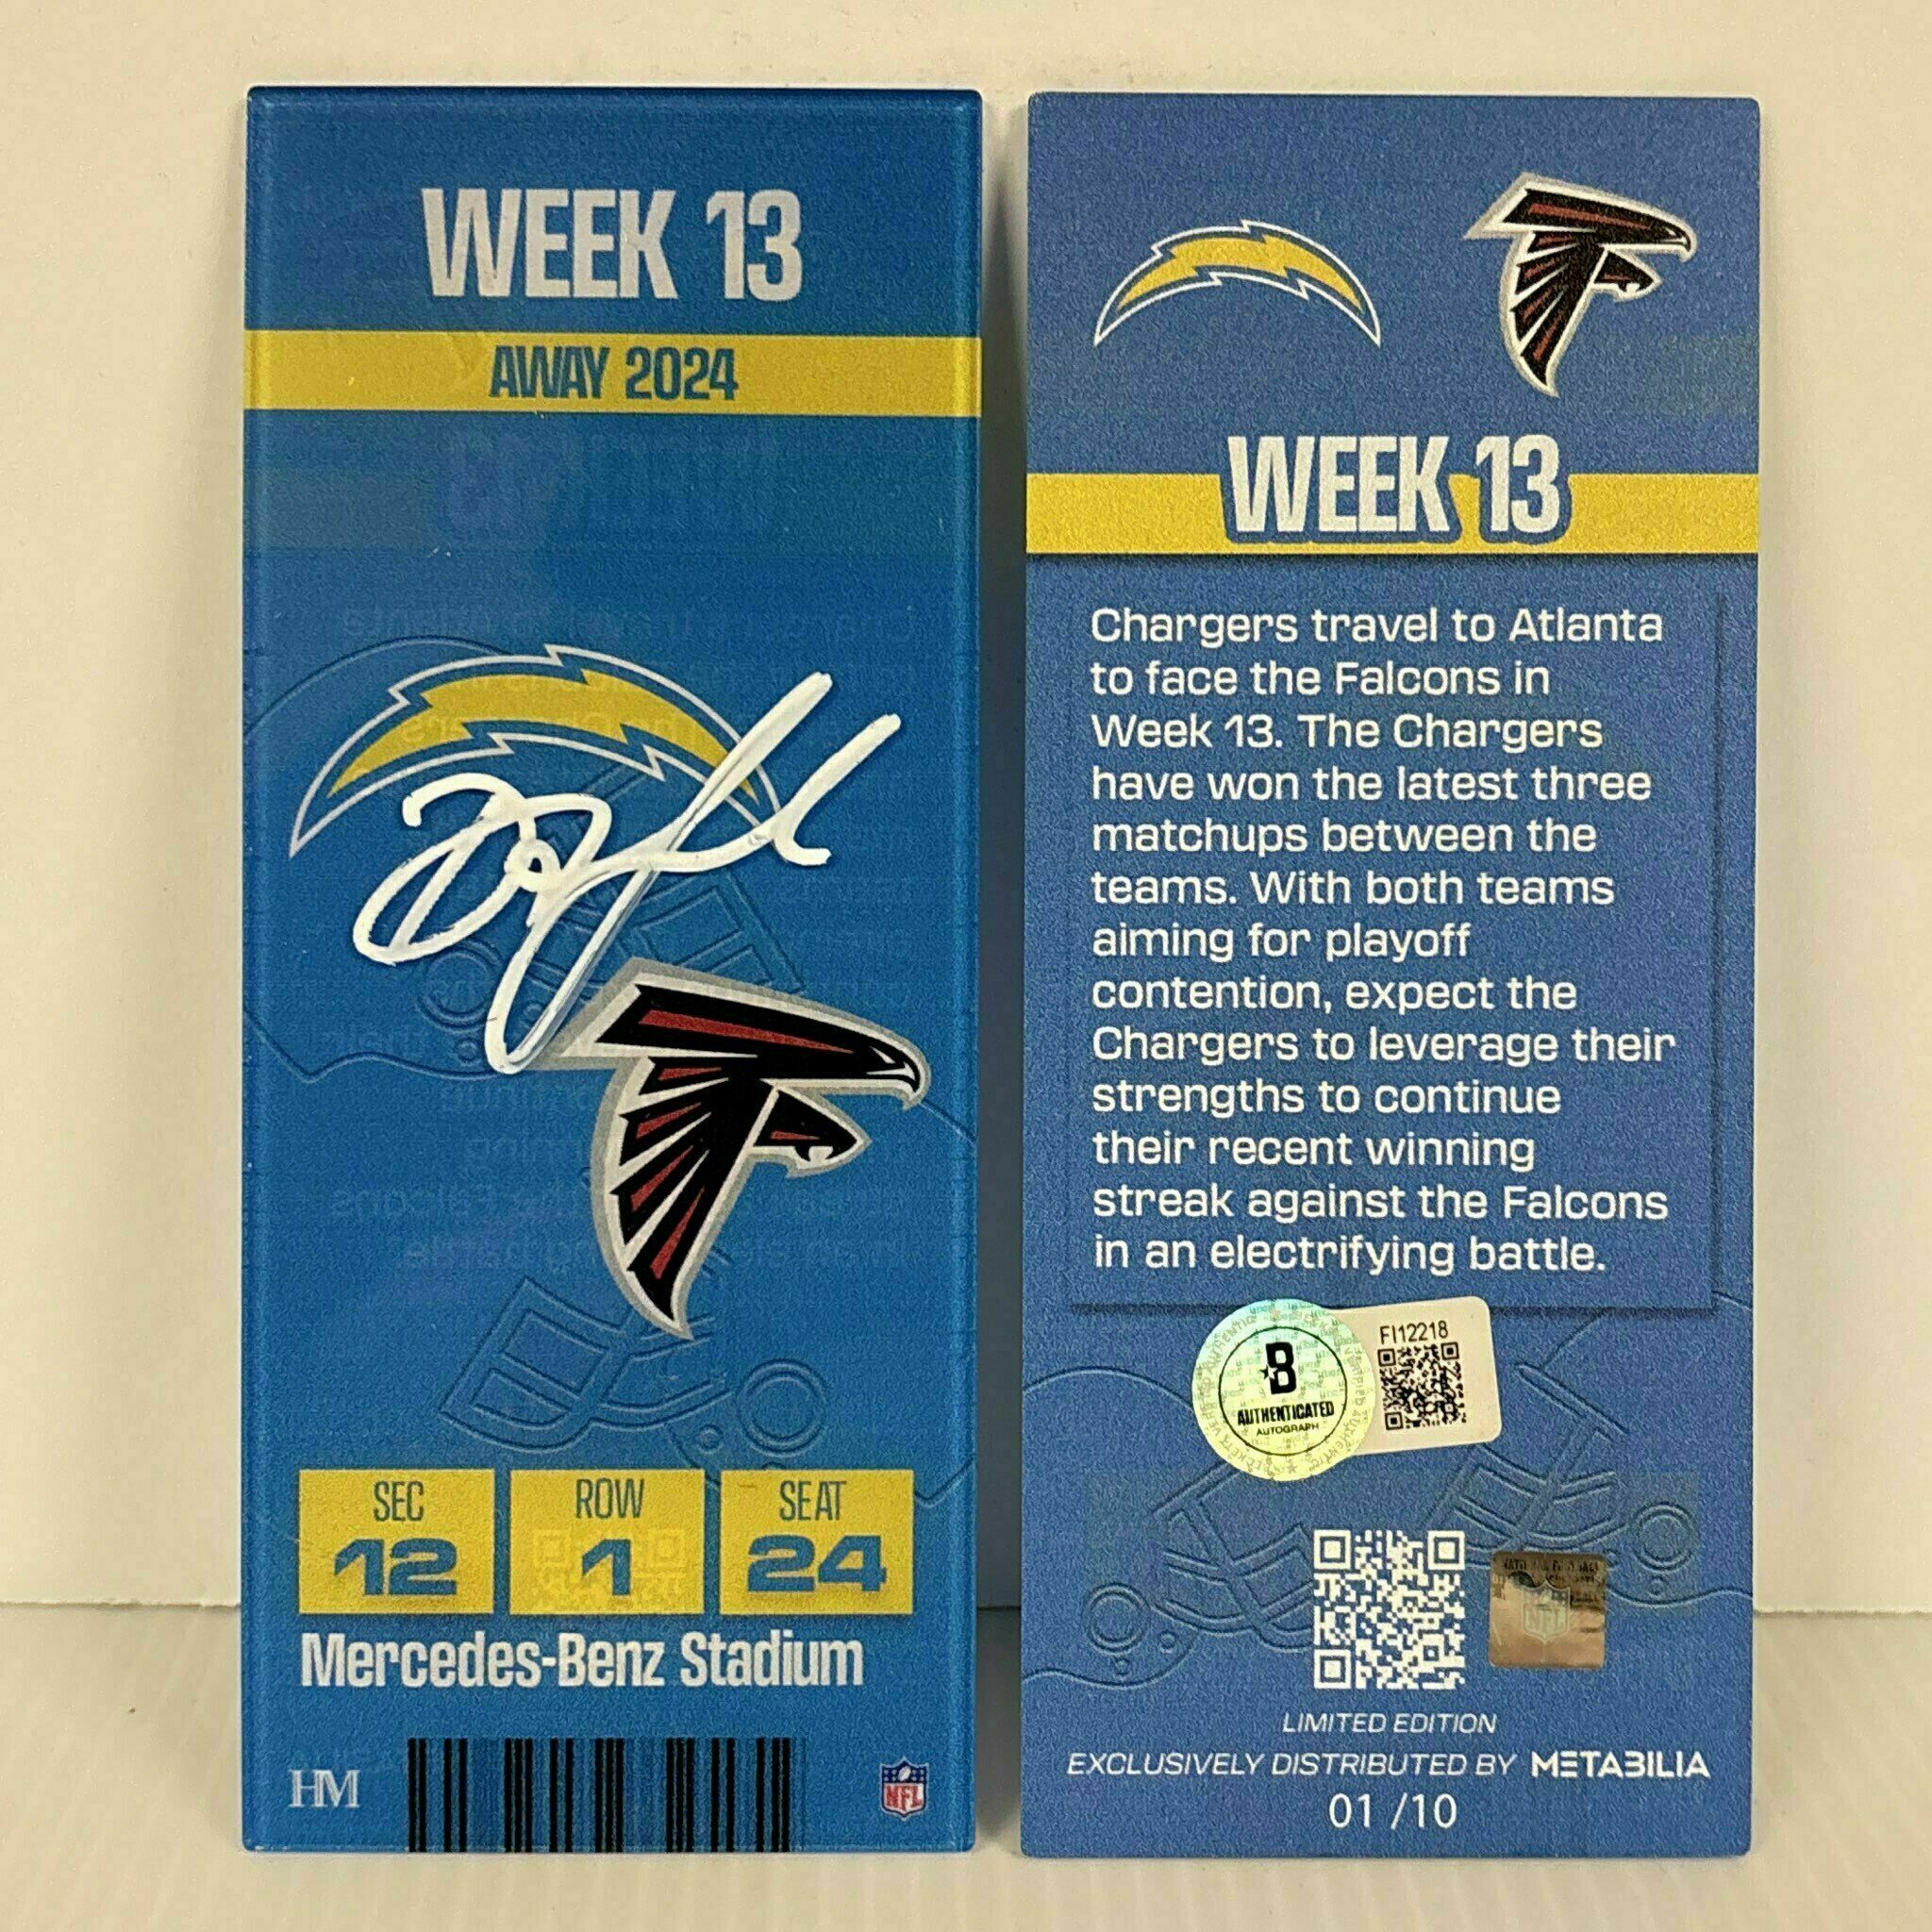 WEEK 13
AWAY 2024
SEC
12
ROW
1
SEAT
24
Mercedes-Benz Stadium
HM
NFL
WEEK 13
Chargers travel to Atlanta
to face the Falcons in
Week 13. The Chargers
have won the latest three
matchups between the
teams. With both teams
aiming for playoff
contention, expect the
Chargers to leverage their
strengths to continue
their recent winning
streak against the Falcons
in an electrifying battle.
B
AUTHENTICATED
AUTOGRAPH
FI12218
NFL
LIMITED EDITION
EXCLUSIVELY DISTRIBUTED BY METABILIA
01 /10